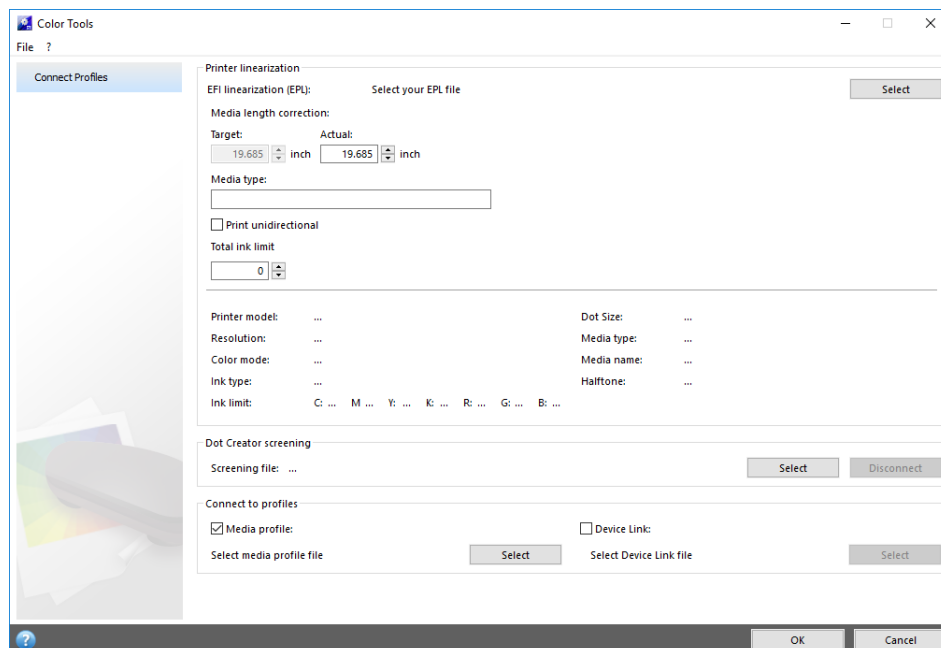 Color Tools
File ?
Connect Profiles
Printer linearization
EFI linearization (EPL): Select your EPL file Select
Media length correction:
Target: Actual:
19.685 inch 19.685 inch
Media type:
Print unidirectional
Total ink limit
0
Printer model: ... Dot Size: ...
Resolution: ... Media type: ...
Color mode: ... Media name: ...
Ink type: ... Halftone: ...
Ink limit: C: ... M ... Y: ... K: ... R: ... G: ... B: ...
Dot Creator screening
Screening file: ... Select Disconnect
Connect to profiles
Media profile: Device Link:
Select media profile file Select Select Device Link file Select
? OK Cancel